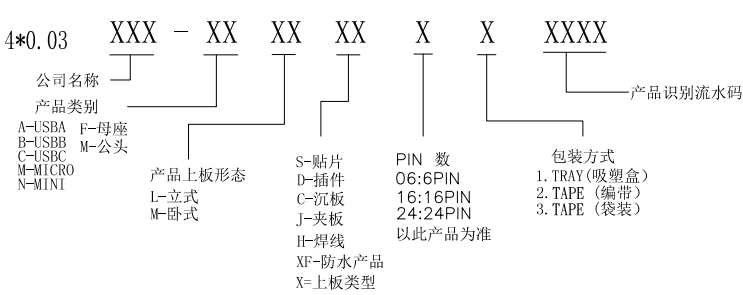 4*0.03 XXX - XX XX XX X X XXXX
公司名称
产品类别
A-USBA F-母座
B-USBB M-公头
C-USBC
M-MICRO
N-MINI
产品上板形态
L-立式
M-卧式
S-贴片
D-插件
C-沉板
J-夹板
H-焊线
XF-防水产品
X=上板类型
PIN 数
06:6PIN
16:16PIN
24:24PIN
以此产品为准
包装方式
1.TRAY(吸塑盒)
2.TAPE (编带)
3.TAPE (袋装)
产品识别流水码